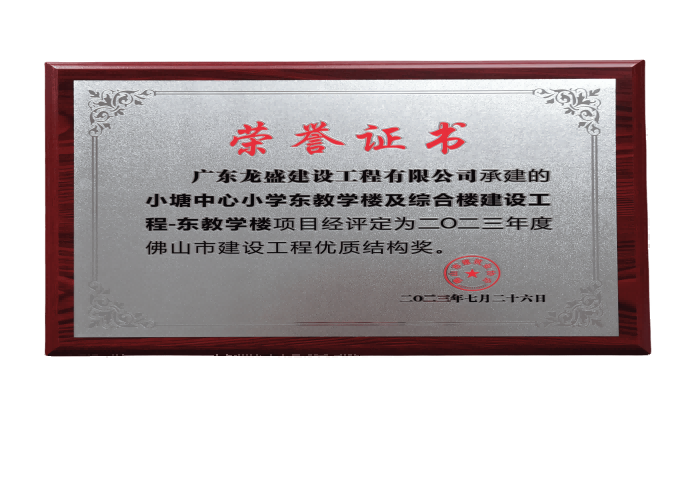 荣誉证书
广东龙盛建设工程有限公司承建的
小塘中心小学东教学楼及综合楼建设工
程-东教学楼项目经评定为二〇二三年度
佛山市建设工程优质结构奖。
二〇二三年七月二十六日